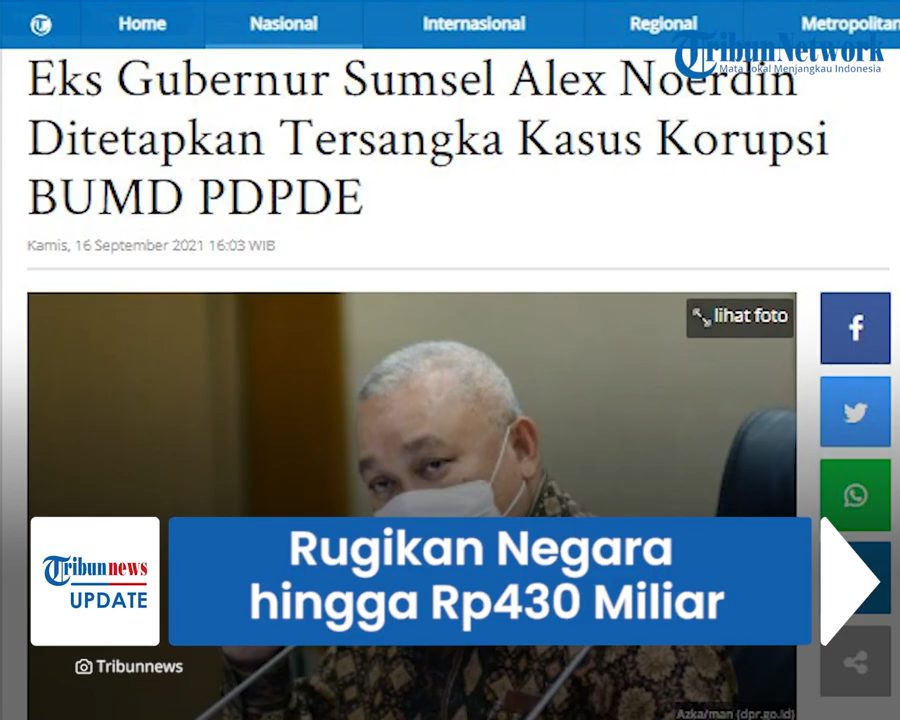 Home Nasional Internasional Regional Metropolitan
TribunNetwork
Mata Lokal Menjangkau Indonesia
Eks Gubernur Sumsel Alex Noerdin
Ditetapkan Tersangka Kasus Korupsi
BUMD PDPDE
Kamis, 16 September 2021 16:03 WIB
lihat foto
Tribunnews
UPDATE
Rugikan Negara
hingga Rp430 Miliar
Tribunnews
Azka/man (dpr.go.id)